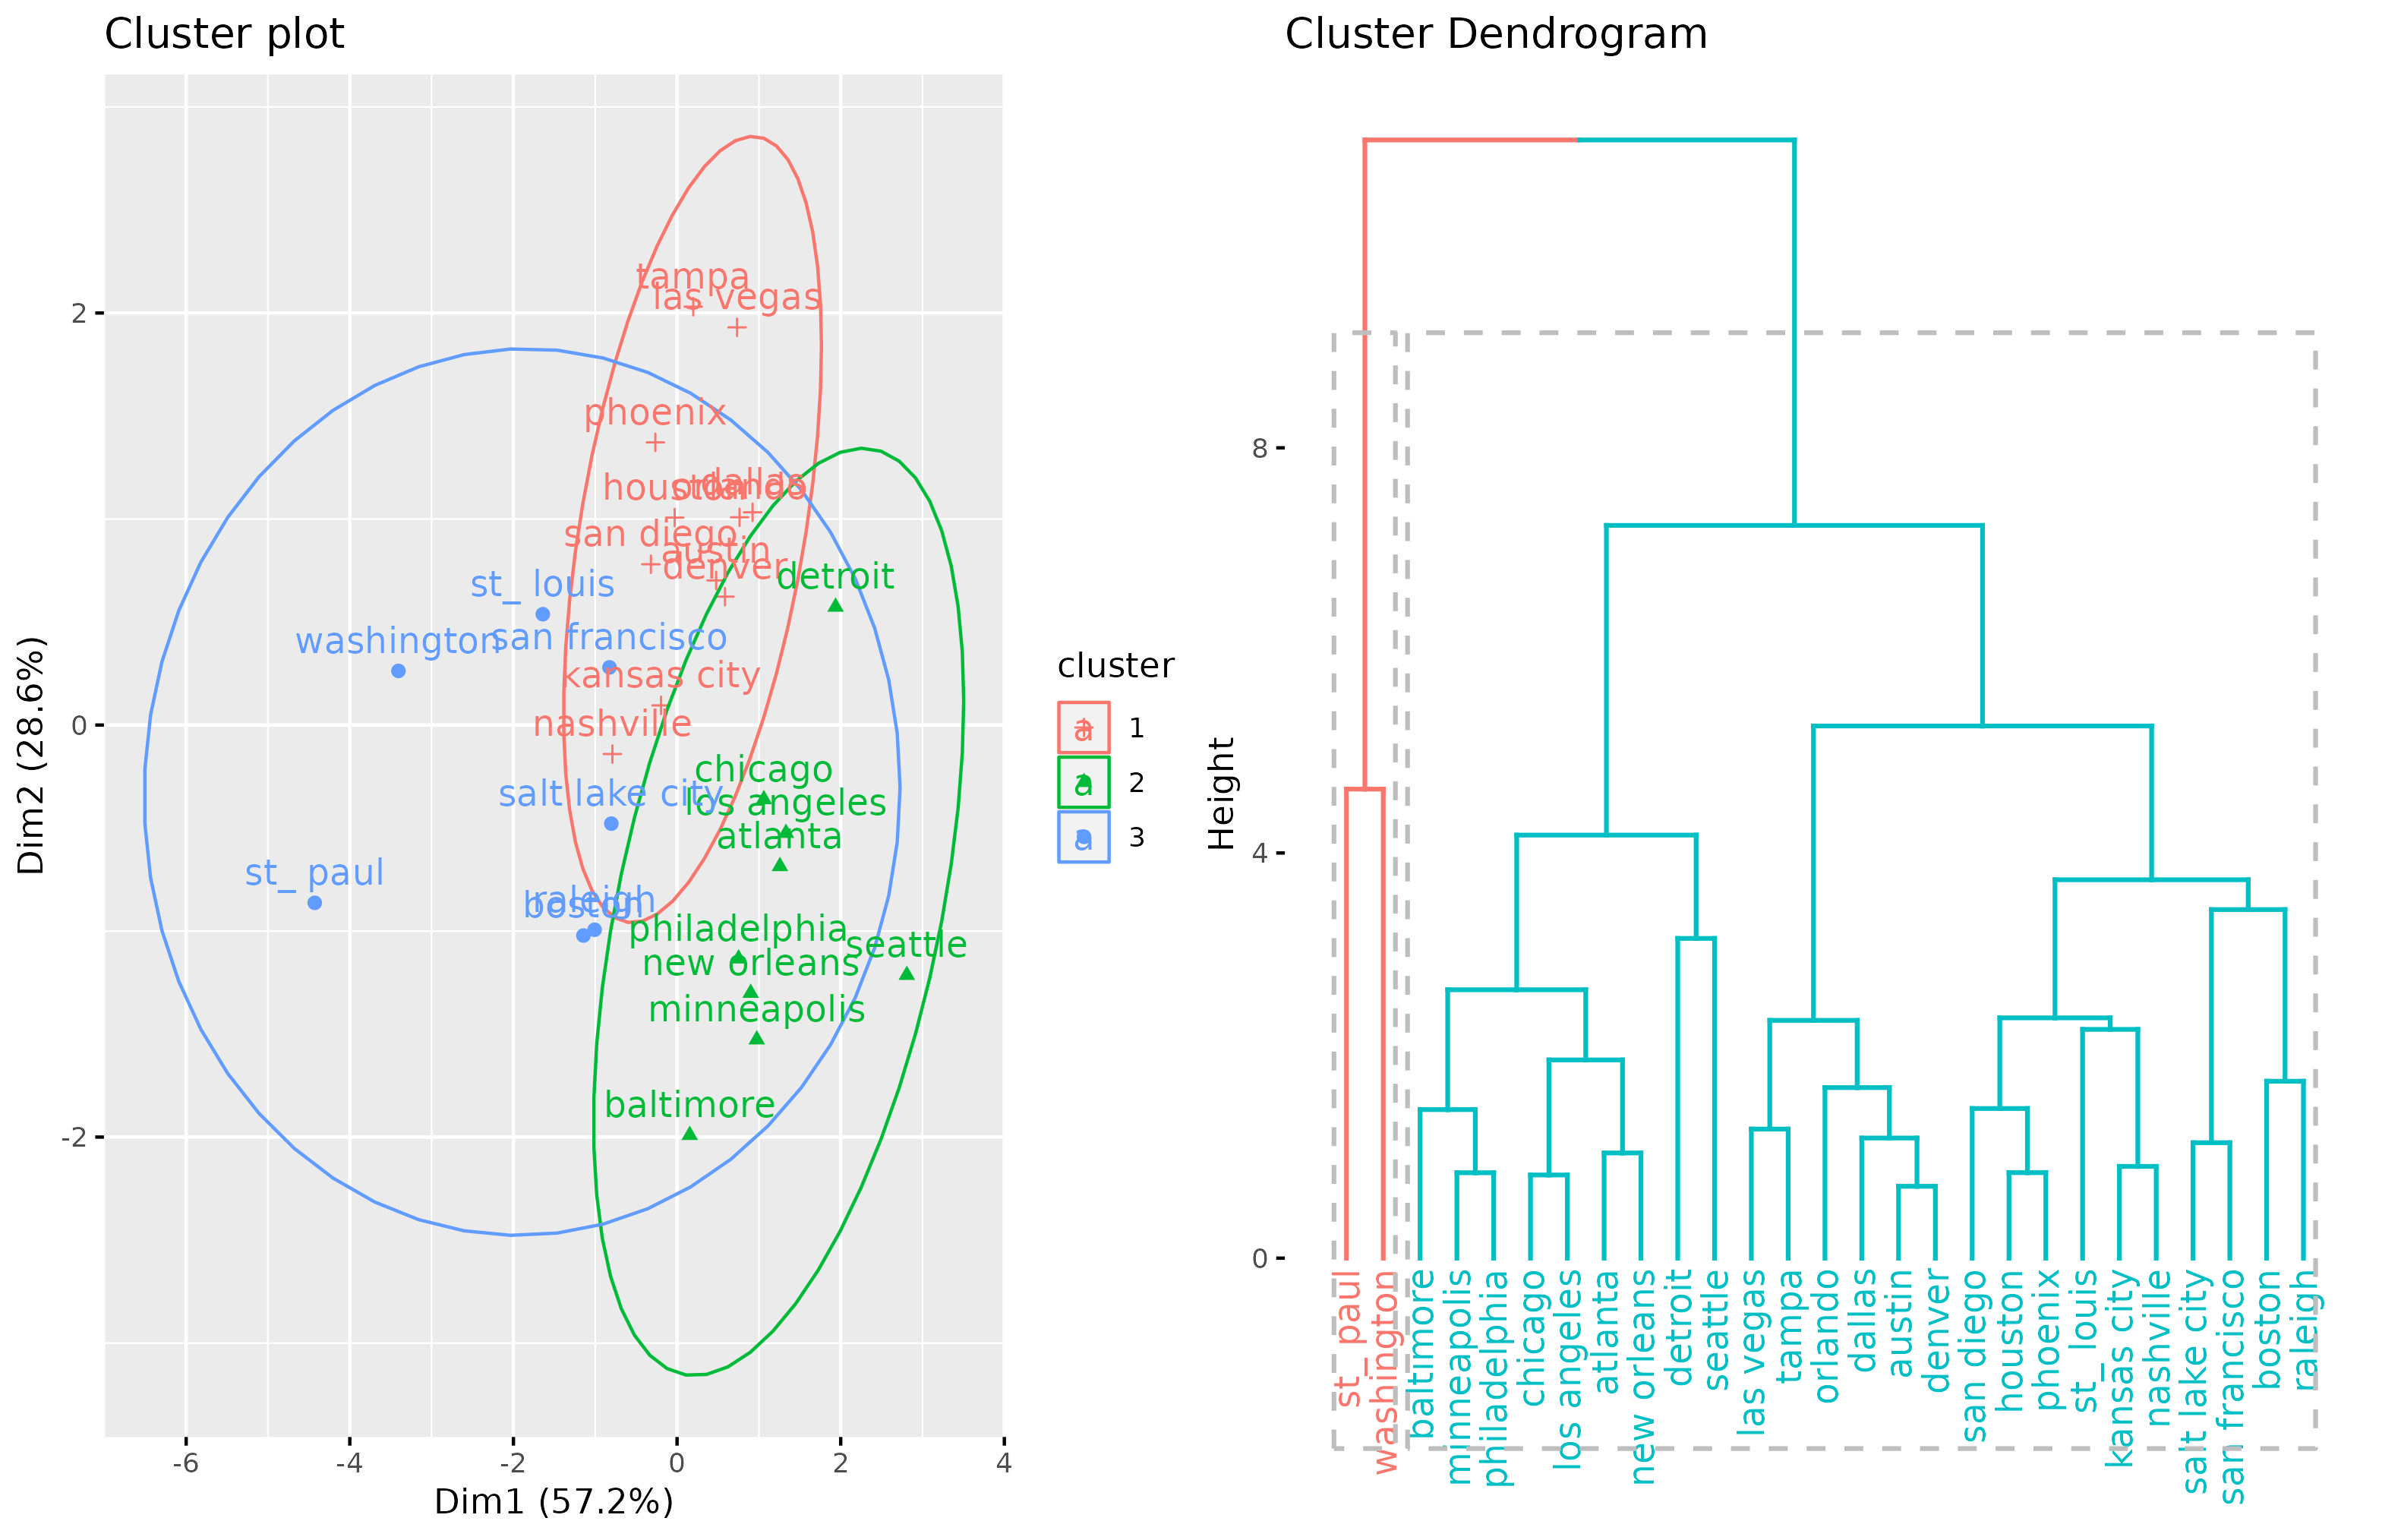 Cluster plot
tampa
las vegas
phoenix
dallas
orlando
houston
san diego
austin
denver
detroit
st_ louis
san francisco
washington
kansas city
nashville
chicago
salt lake city
los angeles
atlanta
st_ paul
raleigh
boston
philadelphia
seattle
new orleans
minneapolis
baltimore
2
0
-2
-6
-4
-2
0
2
4
Dim1 (57.2%)
Dim2 (28.6%)
cluster
a 1
a 2
a 3
Cluster Dendrogram
8
4
0
Height
st_ paul
washington
baltimore
minneapolis
philadelphia
chicago
los angeles
atlanta
new orleans
detroit
seattle
las vegas
tampa
orlando
dallas
austin
denver
san diego
houston
phoenix
st_ louis
kansas city
nashville
salt lake city
san francisco
boston
raleigh